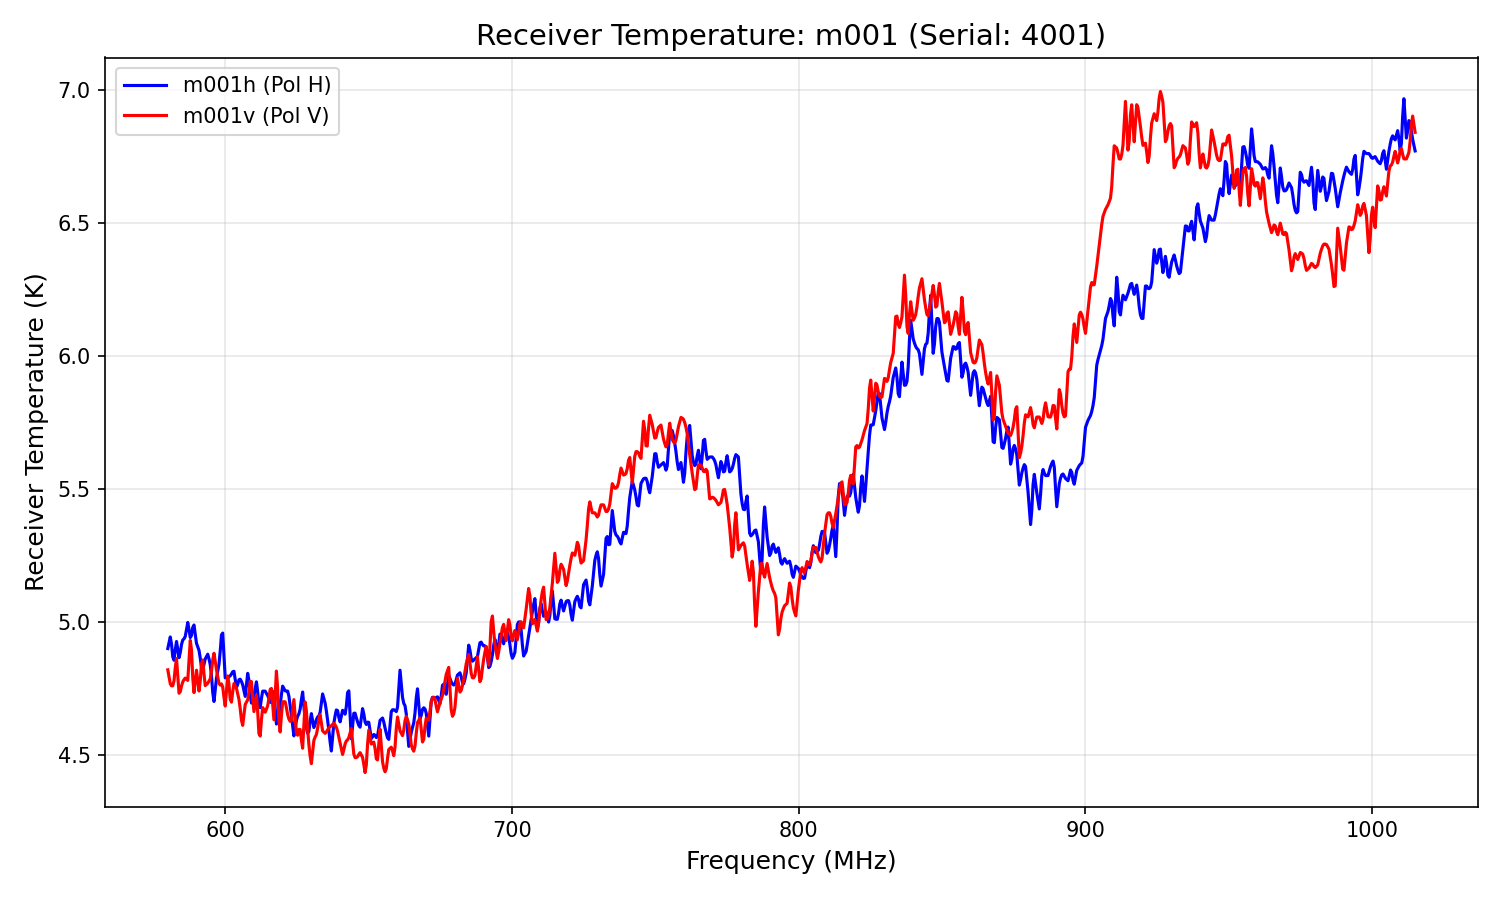 Receiver Temperature: m001 (Serial: 4001)
m001h (Pol H)
m001v (Pol V)
Receiver Temperature (K)
7.0
6.5
6.0
5.5
5.0
4.5
600 700 800 900 1000
Frequency (MHz)